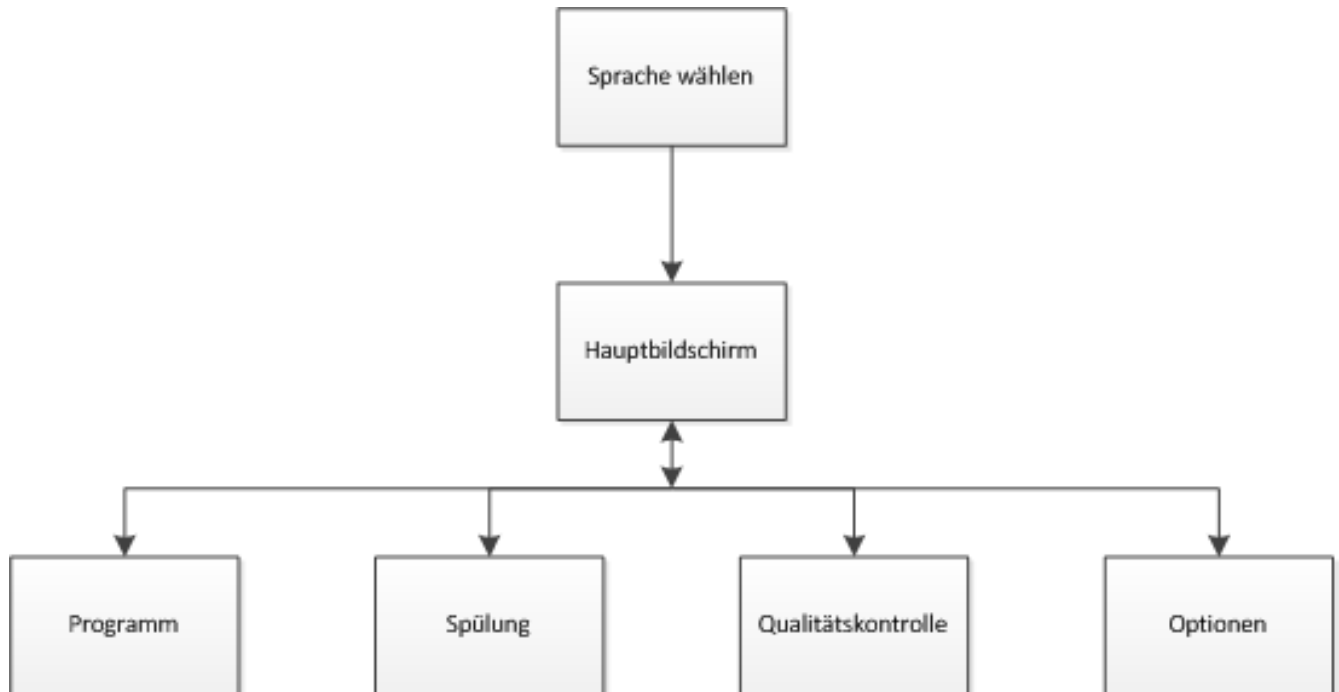 Sprache wählen
Hauptbildschirm
Programm
Spülung
Qualitätskontrolle
Optionen